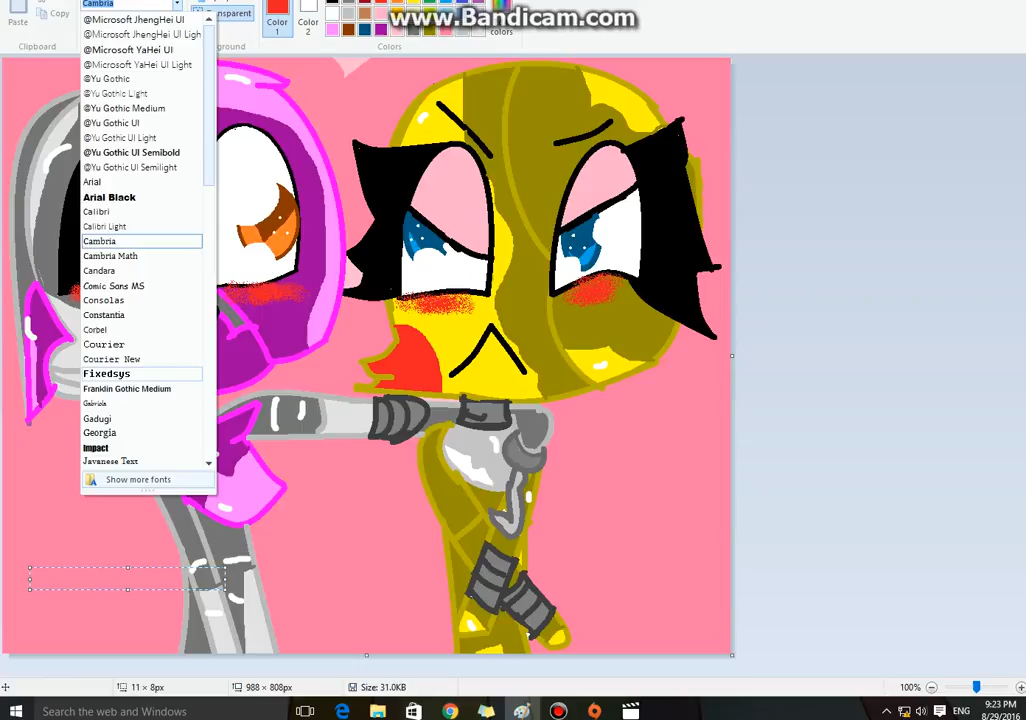 www.Bandicam.com
Paste
Copy
Cambria
Transparent
Color
1
Color
2
colors
Clipboard
Colors
@Microsoft JhengHei UI
@Microsoft JhengHei UI Ligh
@Microsoft YaHei UI
@Microsoft YaHei UI Light
@Yu Gothic
@Yu Gothic Light
@Yu Gothic Medium
@Yu Gothic UI
@Yu Gothic UI Light
@Yu Gothic UI Semibold
@Yu Gothic UI Semilight
Arial
Arial Black
Calibri
Calibri Light
Cambria
Cambria Math
Candara
Comic Sans MS
Consolas
Constantia
Corbel
Courier
Courier New
Fixedsys
Franklin Gothic Medium
Gabriola
Gadugi
Georgia
Impact
Javanese Text
Show more fonts
11 × 8px
988 × 808px
Size: 31.0KB
100%
Search the web and Windows
ENG
9:23 PM
8/29/2016